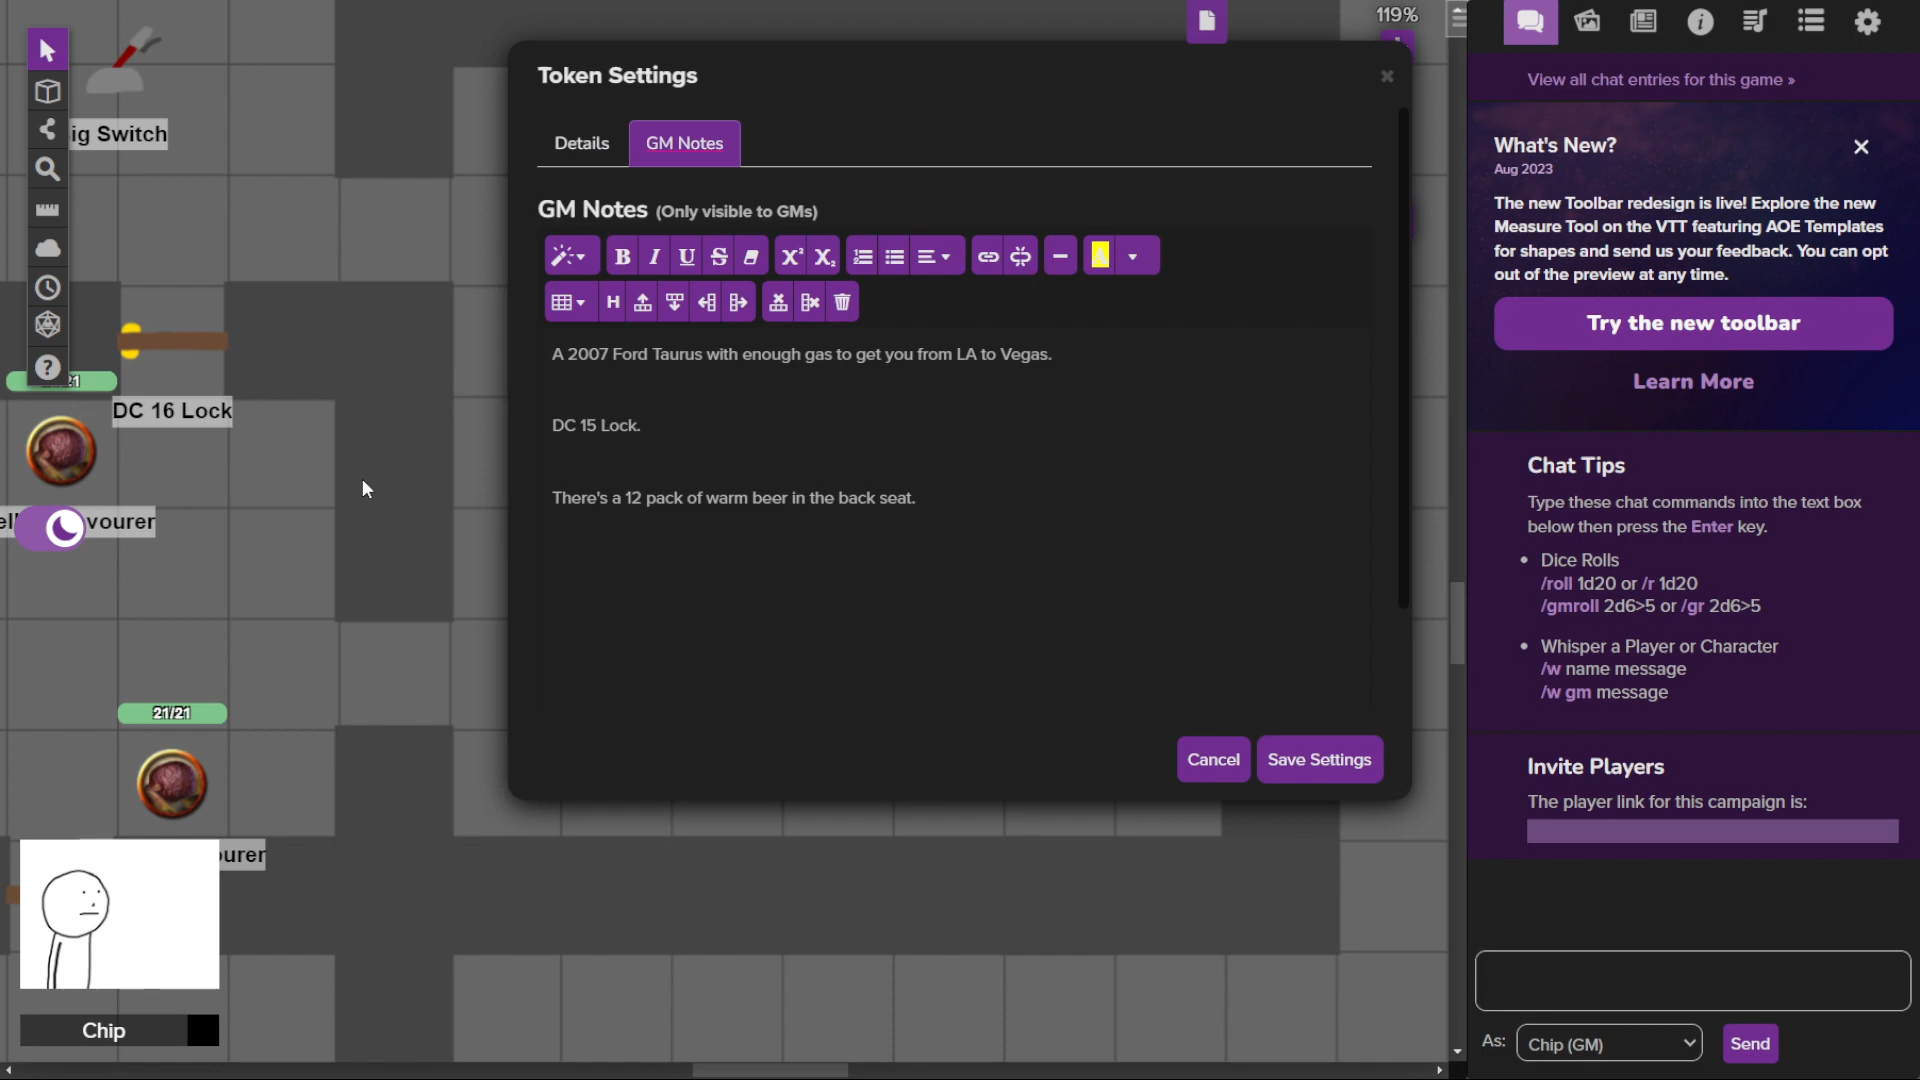 119%
ig Switch
DC 16 Lock
vourer
21/21
ourer
Chip
Token Settings
Details
GM Notes
GM Notes (Only visible to GMs)
B I U S X² X₂
A
H
A 2007 Ford Taurus with enough gas to get you from LA to Vegas.
DC 15 Lock.
There's a 12 pack of warm beer in the back seat.
Cancel
Save Settings
View all chat entries for this game »
What's New?
Aug 2023
The new Toolbar redesign is live! Explore the new
Measure Tool on the VTT featuring AOE Templates
for shapes and send us your feedback. You can opt
out of the preview at any time.
Try the new toolbar
Learn More
Chat Tips
Type these chat commands into the text box
below then press the Enter key.
Dice Rolls
/roll 1d20 or /r 1d20
/gmroll 2d6>5 or /gr 2d6>5
Whisper a Player or Character
/w name message
/w gm message
Invite Players
The player link for this campaign is:
As:
Chip (GM)
Send